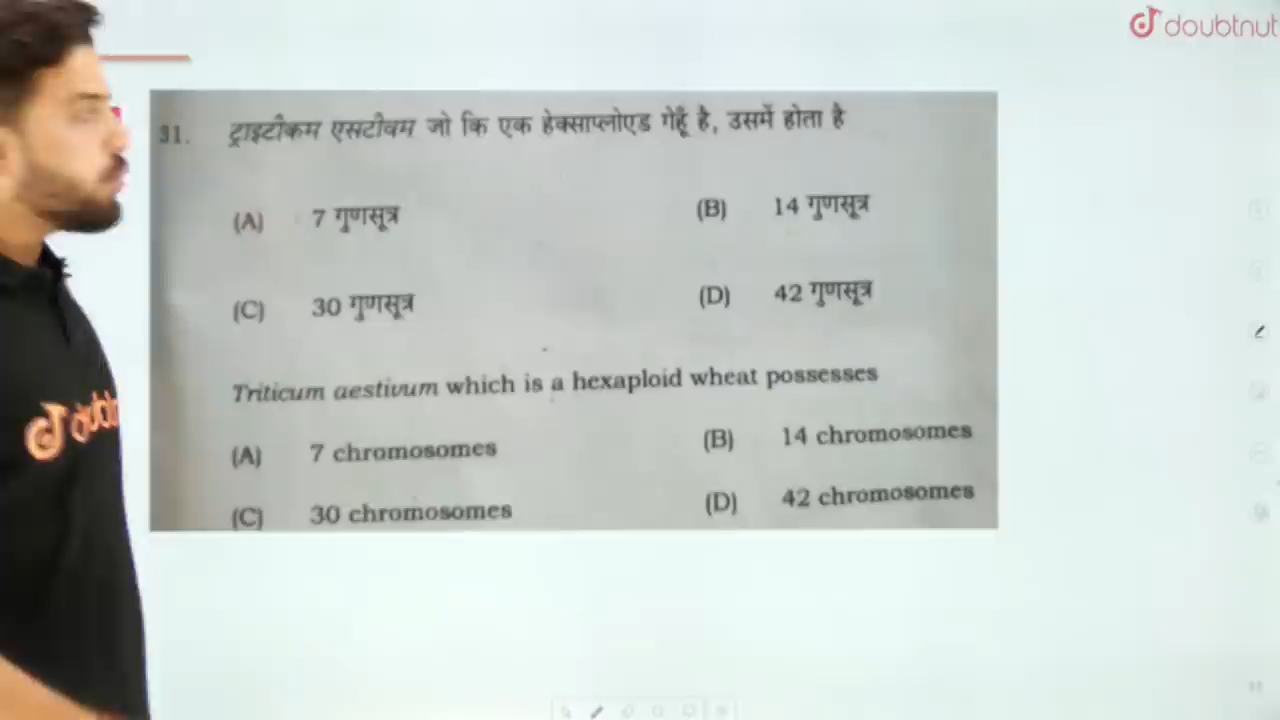 doubtnut
31. ट्राइटीकम एसटीवम जो कि एक हेक्साप्लोएड गेहूँ है, उसमें होता है
(A) 7 गुणसूत्र (B) 14 गुणसूत्र
(C) 30 गुणसूत्र (D) 42 गुणसूत्र
Triticum aestivum which is a hexaploid wheat possesses
(A) 7 chromosomes (B) 14 chromosomes
(C) 30 chromosomes (D) 42 chromosomes